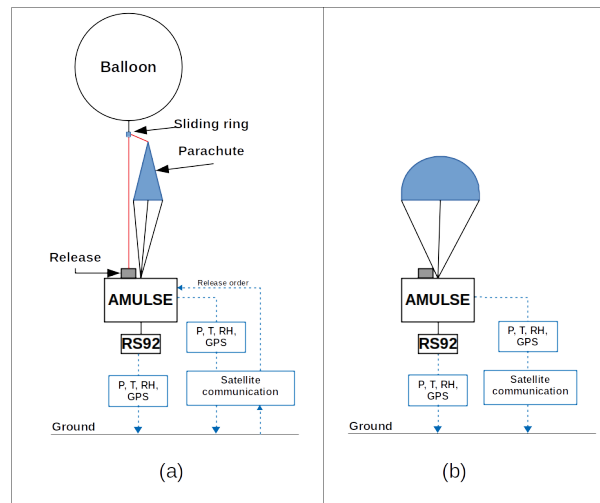 Balloon
Sliding ring
Parachute
Release
Release order
AMULSE
P, T, RH,
GPS
RS92
P, T, RH,
GPS
Satellite
communication
Ground
(a)
AMULSE
P, T, RH,
GPS
RS92
P, T, RH,
GPS
Satellite
communication
Ground
(b)